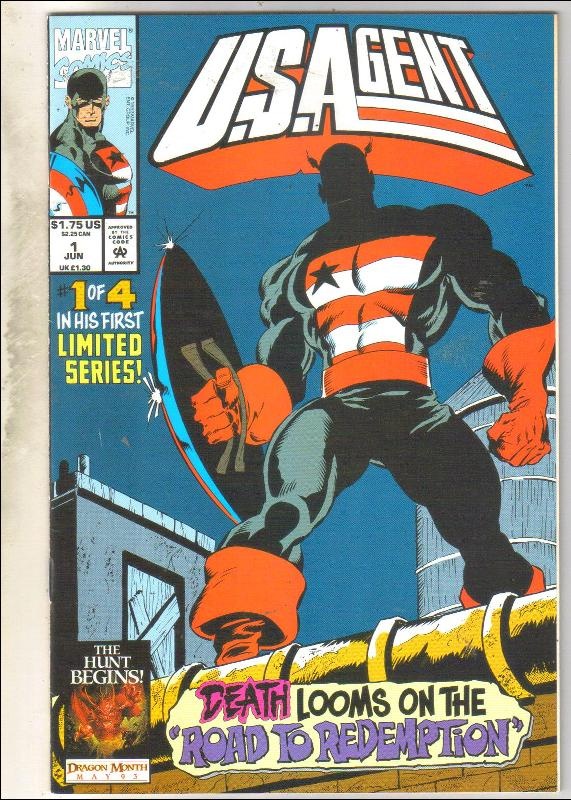 MARVEL
COMICS
U.S.AGENT
$1.75 US
$2.25 CAN
1
JUN
UK £1.30
APPROVED
BY THE
COMICS
CODE
CA
AUTHORITY
#1 OF 4
IN HIS FIRST
LIMITED
SERIES!
THE
HUNT
BEGINS!
DRAGON MONTH
MAY 93
DEATH LOOMS ON THE
"ROAD TO REDEMPTION"